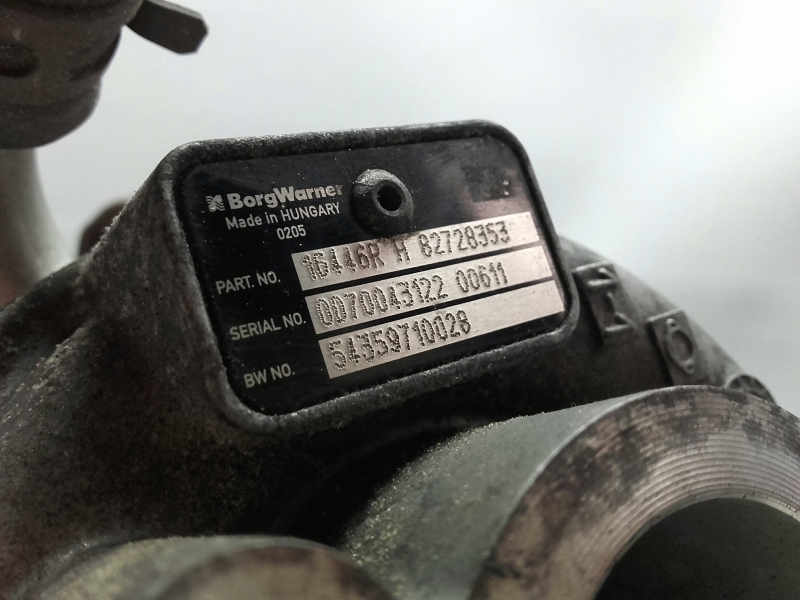 BorgWarner
Made in HUNGARY
0205
PART. NO. 16446R H 82728353
SERIAL NO. 0070043122 00611
BW NO. 54359710028